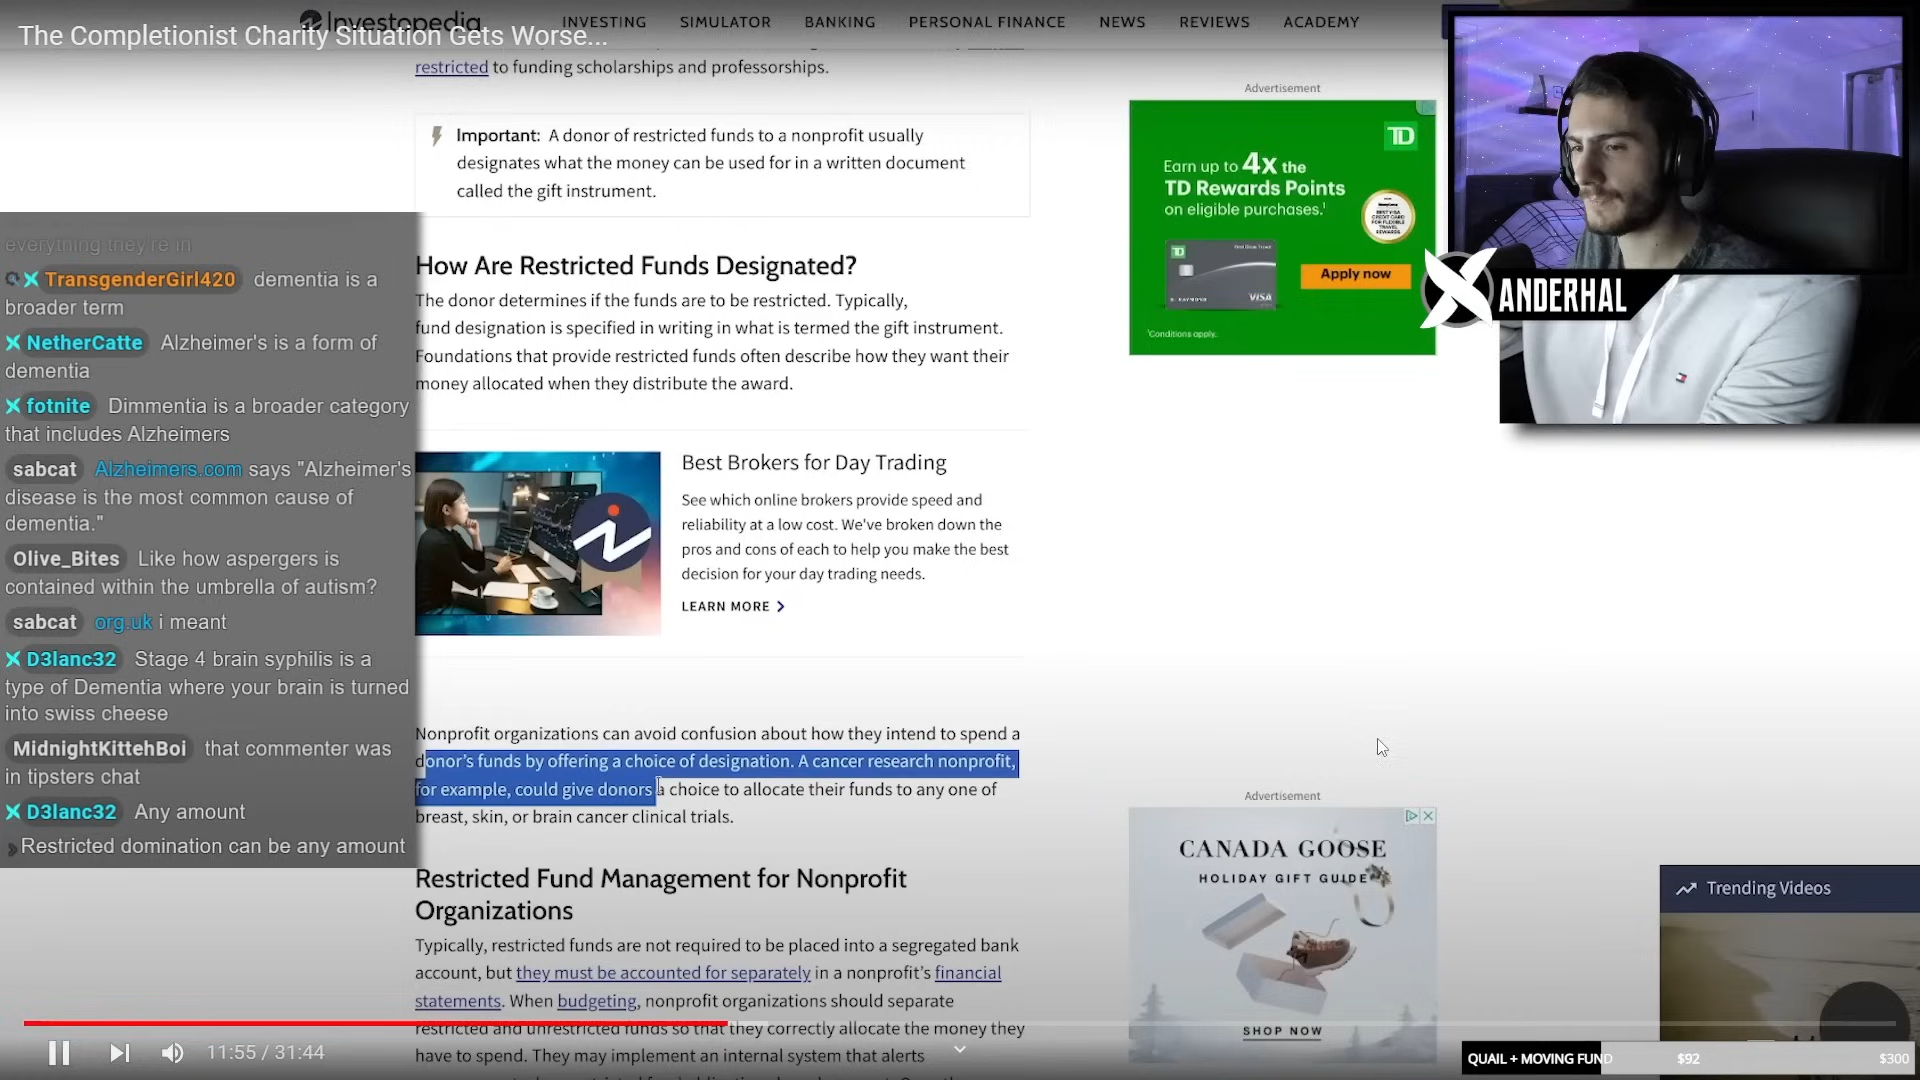 Investopedia
INVESTING SIMULATOR BANKING PERSONAL FINANCE NEWS REVIEWS ACADEMY
The Completionist Charity Situation Gets Worse...
restricted to funding scholarships and professorships.
Important: A donor of restricted funds to a nonprofit usually
designates what the money can be used for in a written document
called the gift instrument.
How Are Restricted Funds Designated?
The donor determines if the funds are to be restricted. Typically,
fund designation is specified in writing in what is termed the gift instrument.
Foundations that provide restricted funds often describe how they want their
money allocated when they distribute the award.
Best Brokers for Day Trading
See which online brokers provide speed and
reliability at a low cost. We've broken down the
pros and cons of each to help you make the best
decision for your day trading needs.
LEARN MORE
Nonprofit organizations can avoid confusion about how they intend to spend a
donor's funds by offering a choice of designation. A cancer research nonprofit,
for example, could give donors a choice to allocate their funds to any one of
breast, skin, or brain cancer clinical trials.
Restricted Fund Management for Nonprofit
Organizations
Typically, restricted funds are not required to be placed into a segregated bank
account, but they must be accounted for separately in a nonprofit's financial
statements. When budgeting, nonprofit organizations should separate
restricted and unrestricted funds so that they correctly allocate the money they
have to spend. They may implement an internal system that alerts
everything they're in
TransgenderGirl420 dementia is a
broader term
NetherCatte Alzheimer's is a form of
dementia
fotnite Dimmentia is a broader category
that includes Alzheimers
sabcat Alzheimers.com says "Alzheimer's
disease is the most common cause of
dementia."
Olive_Bites Like how aspergers is
contained within the umbrella of autism?
sabcat org.uk i meant
D3lanc32 Stage 4 brain syphilis is a
type of Dementia where your brain is turned
into swiss cheese
MidnightKittehBoi that commenter was
in tipsters chat
D3lanc32 Any amount
Restricted domination can be any amount
Advertisement
TD
Earn up to 4x the
TD Rewards Points
on eligible purchases.¹
TD
VISA
Apply now
¹Conditions apply.
XANDERHAL
Advertisement
CANADA GOOSE
HOLIDAY GIFT GUIDE
SHOP NOW
Trending Videos
11:55 / 31:44
QUAIL + MOVING FUND $92 $300